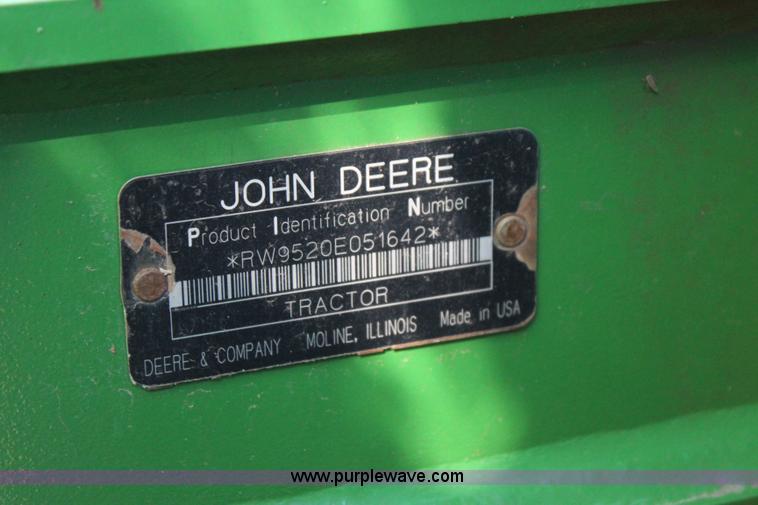 JOHN DEERE
Product Identification Number
*RW9520E051642*
TRACTOR
DEERE & COMPANY MOLINE, ILLINOIS Made in USA
www.purplewave.com